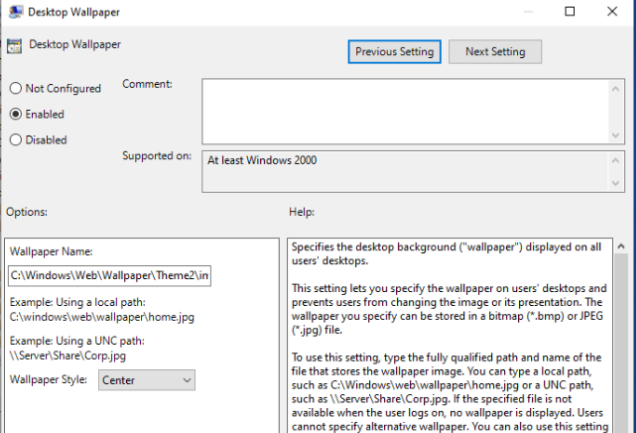 Desktop Wallpaper
Desktop Wallpaper
Previous Setting
Next Setting
Not Configured
Comment:
Enabled
Disabled
Supported on:
At least Windows 2000
Options:
Help:
Wallpaper Name:
C:\Windows\Web\Wallpaper\Theme2\im
Example: Using a local path:
C:\windows\web\wallpaper\home.jpg
Example: Using a UNC path:
\\Server\Share\Corp.jpg
Wallpaper Style:
Center
Specifies the desktop background ("wallpaper") displayed on all
users' desktops.
This setting lets you specify the wallpaper on users' desktops and
prevents users from changing the image or its presentation. The
wallpaper you specify can be stored in a bitmap (*.bmp) or JPEG
(*.jpg) file.
To use this setting, type the fully qualified path and name of the
file that stores the wallpaper image. You can type a local path,
such as C:\Windows\web\wallpaper\home.jpg or a UNC path,
such as \\Server\Share\Corp.jpg. If the specified file is not
available when the user logs on, no wallpaper is displayed. Users
cannot specify alternative wallpaper. You can also use this setting